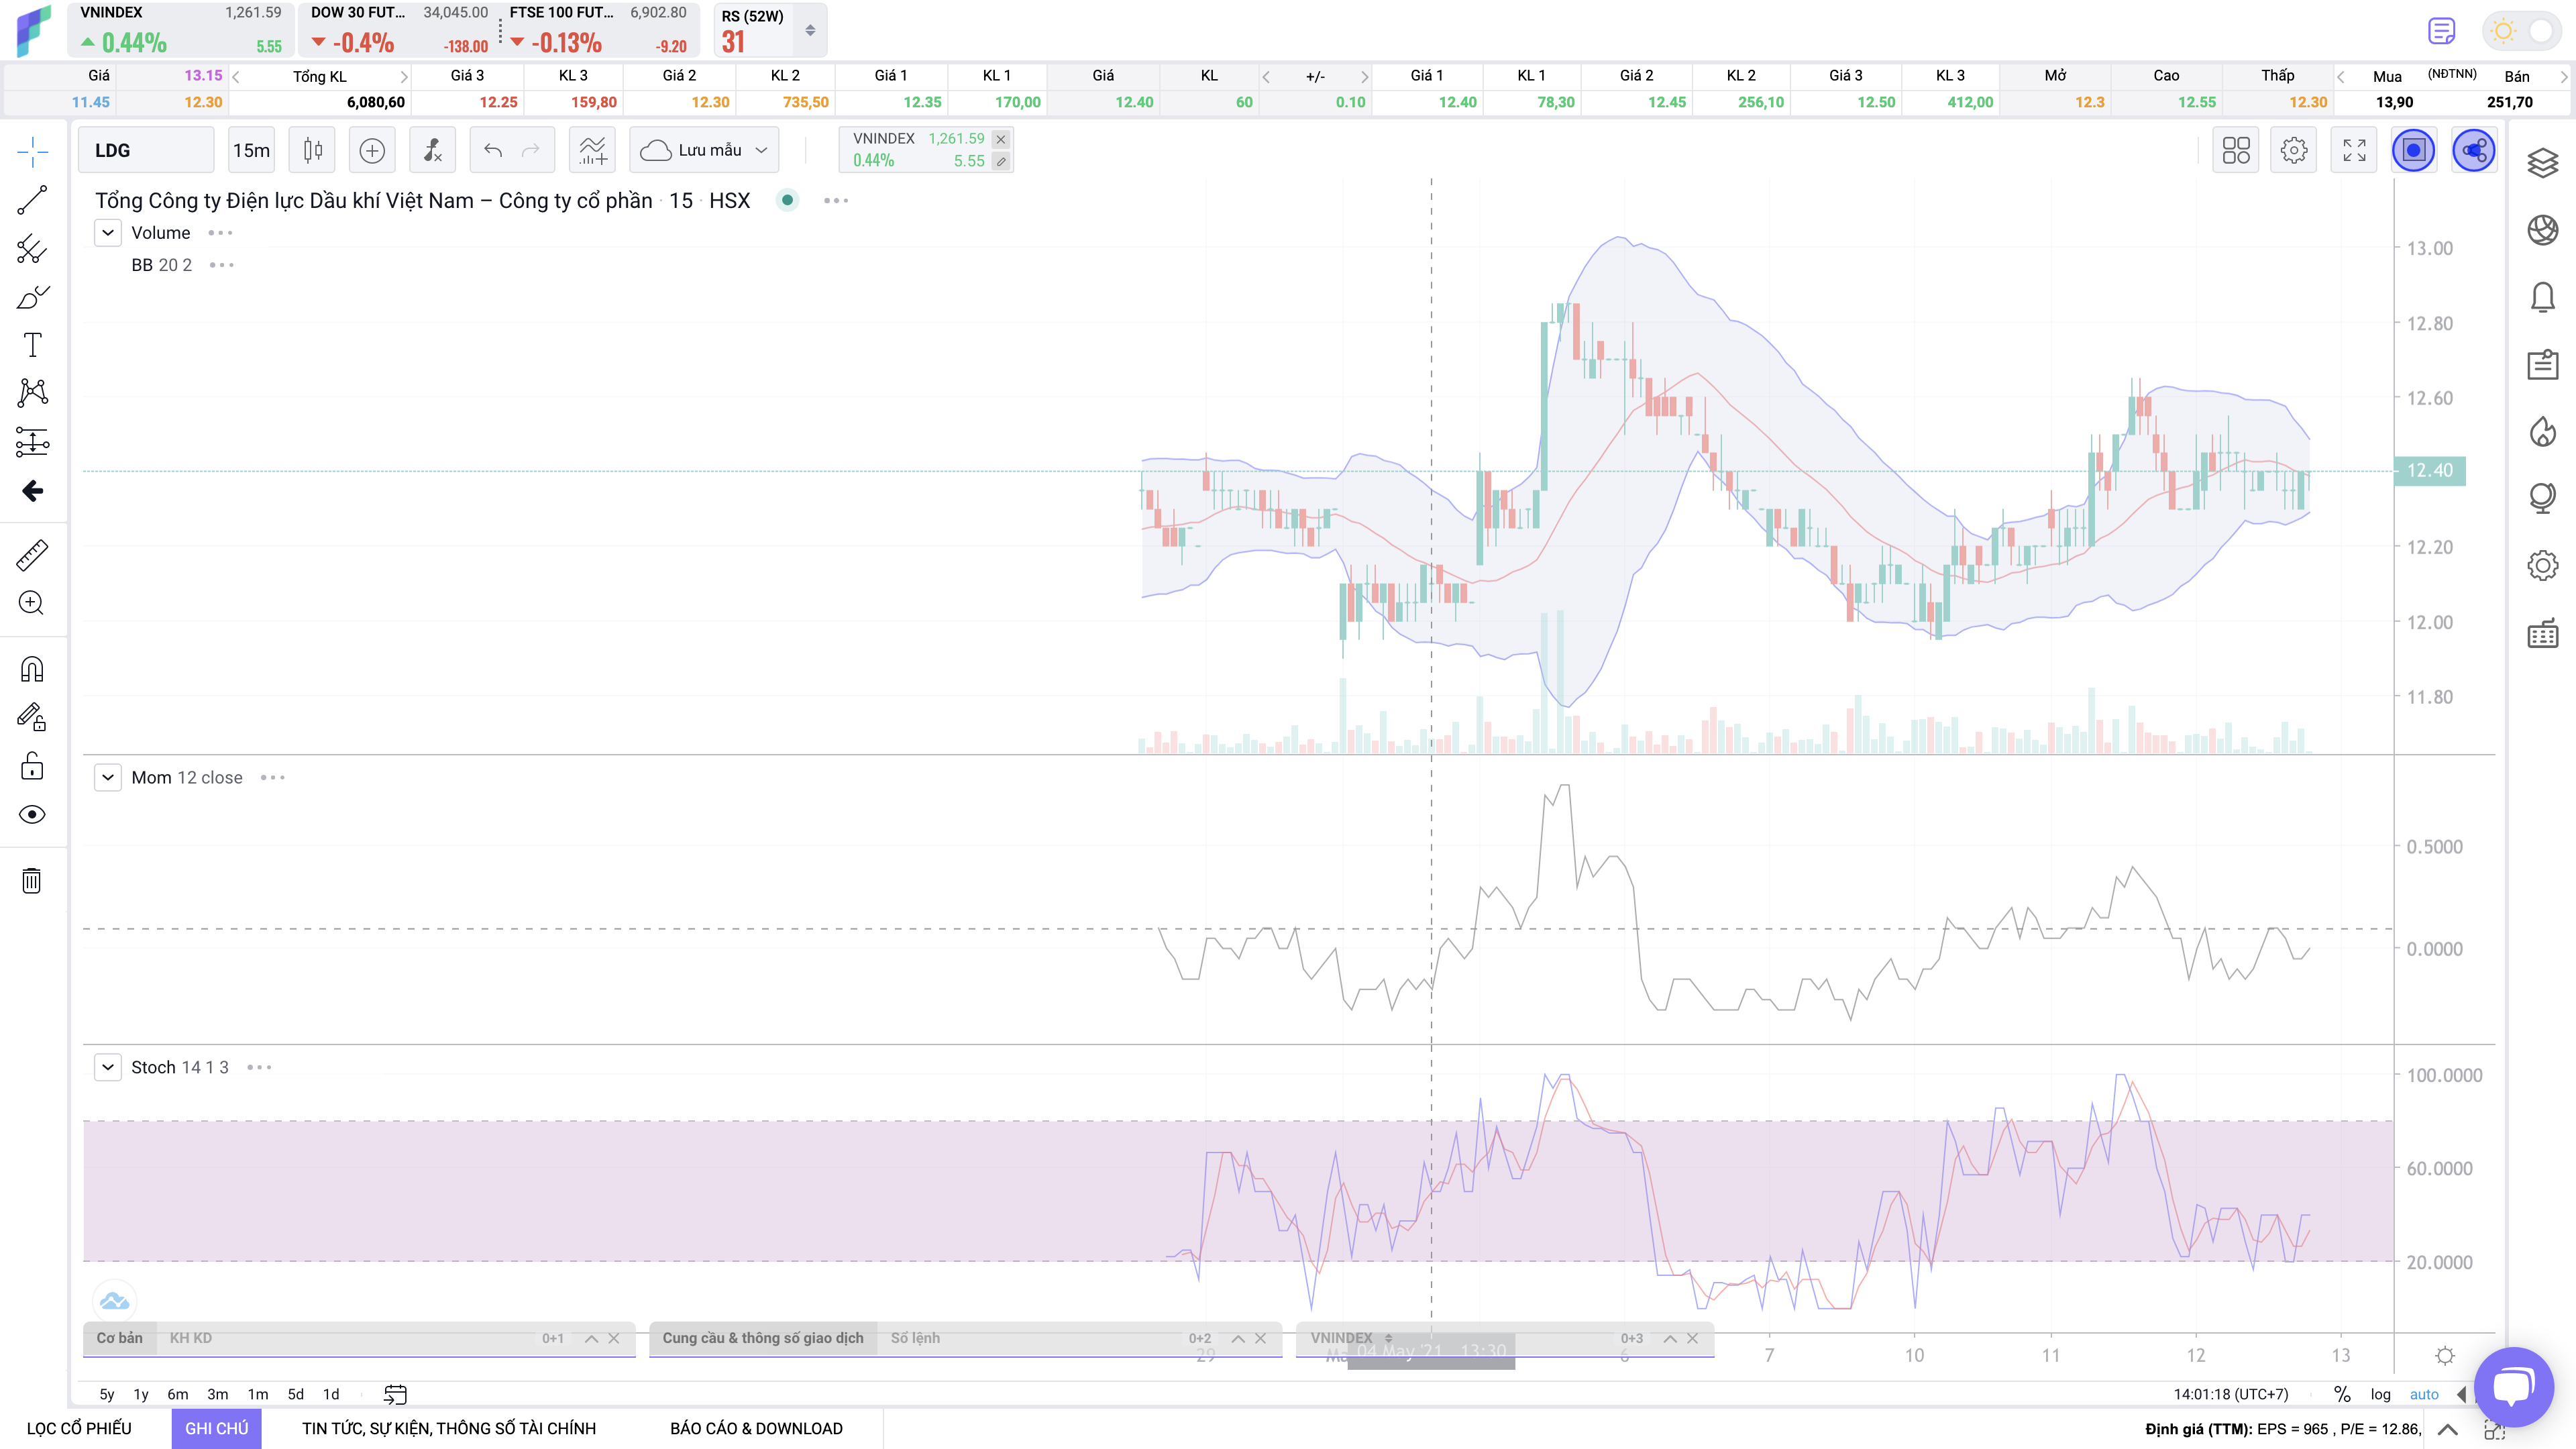 VNINDEX 1,261.59 DOW 30 FUT... 34,045.00 FTSE 100 FUT... 6,902.80 RS (52W)
0.44% 5.55 -0.4% -138.00 -0.13% -9.20 31
Giá 13.15 Tổng KL Giá 3 KL 3 Giá 2 KL 2 Giá 1 KL 1 Giá KL +/- Giá 1 KL 1 Giá 2 KL 2 Giá 3 KL 3 Mở Cao Thấp Mua (NĐTNN) Bán
11.45 12.30 6,080,60 12.25 159,80 12.30 735,50 12.35 170,00 12.40 60 0.10 12.40 78,30 12.45 256,10 12.50 412,00 12.3 12.55 12.30 13,90 251,70
LDG 15m Lưu mẫu
VNINDEX 1,261.59
0.44% 5.55
Tổng Công ty Điện lực Dầu khí Việt Nam – Công ty cổ phần · 15 · HSX
Volume
BB 20 2
13.00
12.80
12.60
12.40
12.20
12.00
11.80
Mom 12 close
0.5000
0.0000
Stoch 14 1 3
100.0000
60.0000
20.0000
Cơ bản KH KD 0+1 Cung cầu & thông số giao dịch Sổ lệnh 0+2 VNINDEX 0+3
29 04 May '21 13:30 6 7 10 11 12 13
5y 1y 6m 3m 1m 5d 1d 14:01:18 (UTC+7) % log auto
LỌC CỔ PHIẾU GHI CHÚ TIN TỨC, SỰ KIỆN, THÔNG SỐ TÀI CHÍNH BÁO CÁO & DOWNLOAD Định giá (TTM): EPS = 965 , P/E = 12.86,